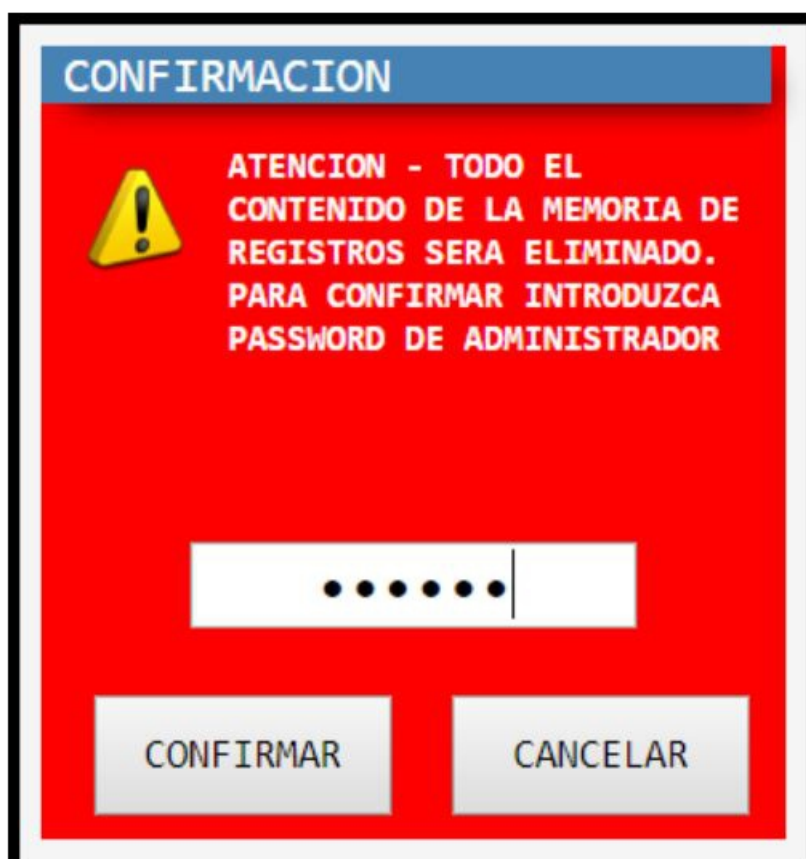 CONFIRMACION
ATENCION - TODO EL
CONTENIDO DE LA MEMORIA DE
REGISTROS SERA ELIMINADO.
PARA CONFIRMAR INTRODUZCA
PASSWORD DE ADMINISTRADOR
••••••
CONFIRMAR
CANCELAR